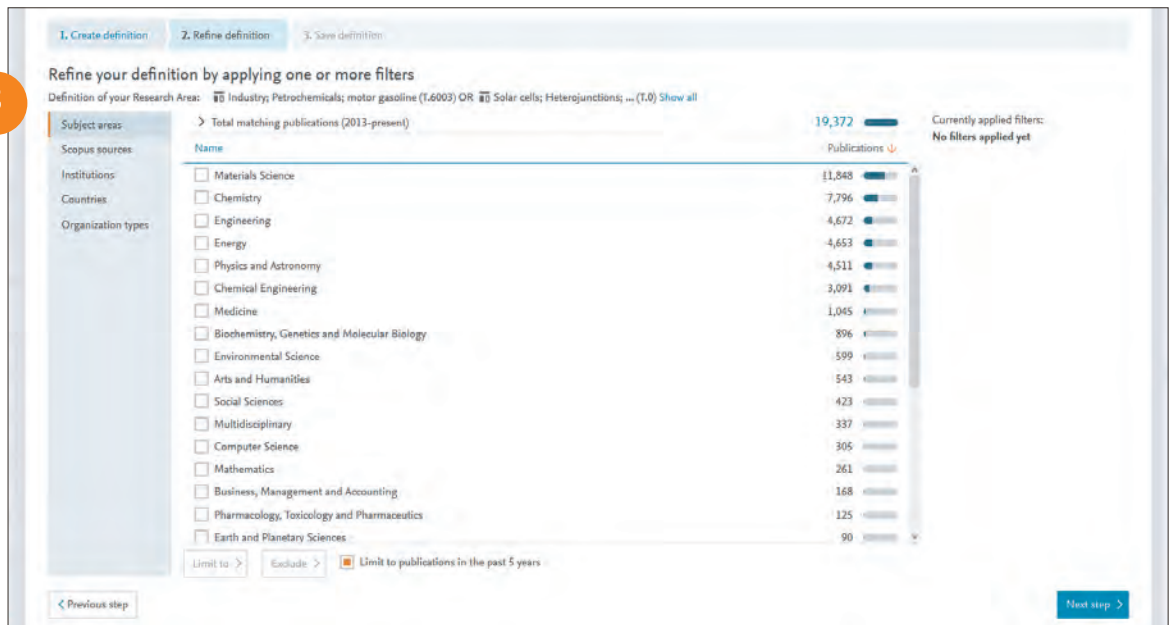 1. Create definition 2. Refine definition 3. Save definition
Refine your definition by applying one or more filters
Definition of your Research Area: Industry; Petrochemicals; motor gasoline (T.6003) OR Solar cells; Heterojunctions; ... (T.0) Show all
Subject areas
Scopus sources
Institutions
Countries
Organization types
> Total matching publications (2013-present) 19,372
Name Publications
Materials Science 11,848
Chemistry 7,796
Engineering 4,672
Energy 4,653
Physics and Astronomy 4,511
Chemical Engineering 3,091
Medicine 1,045
Biochemistry, Genetics and Molecular Biology 896
Environmental Science 599
Arts and Humanities 543
Social Sciences 423
Multidisciplinary 337
Computer Science 305
Mathematics 261
Business, Management and Accounting 168
Pharmacology, Toxicology and Pharmaceutics 125
Earth and Planetary Sciences 90
Currently applied filters:
No filters applied yet
Limit to > Exclude > Limit to publications in the past 5 years
< Previous step Next step >